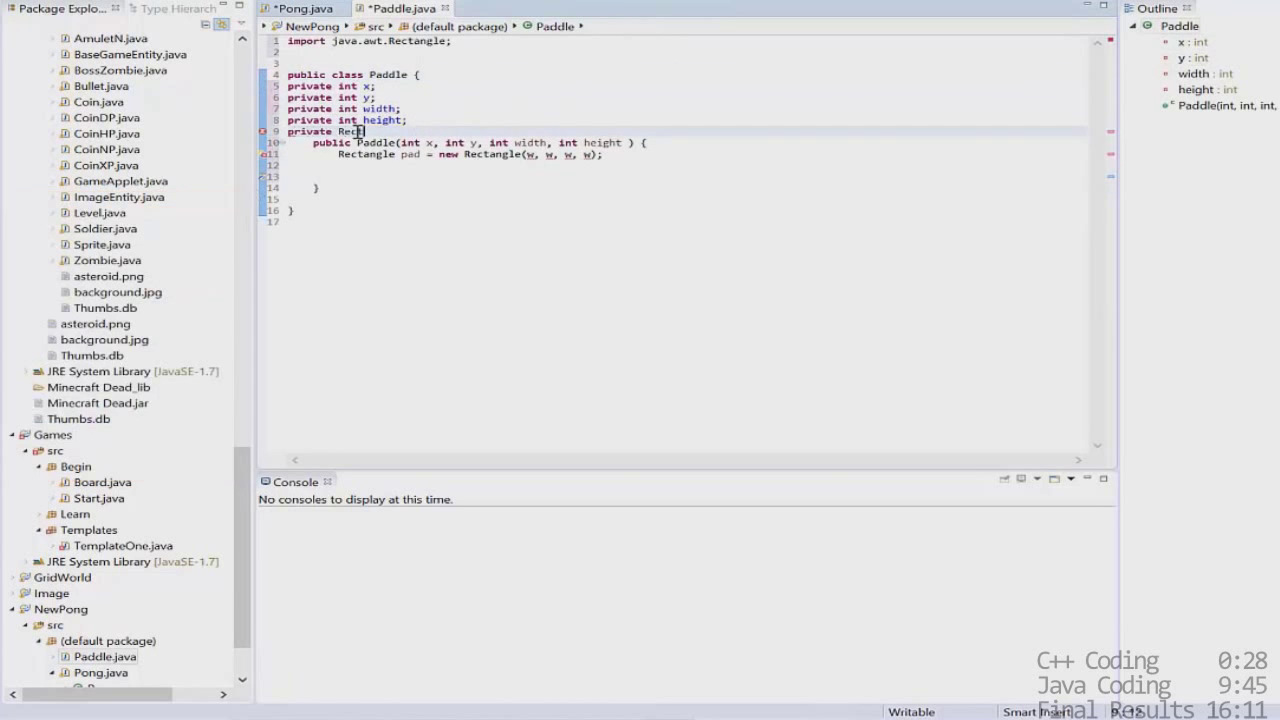 Package Explo...
Type Hierarch
AmuletN.java
BaseGameEntity.java
BossZombie.java
Bullet.java
Coin.java
CoinDP.java
CoinHP.java
CoinNP.java
CoinXP.java
GameApplet.java
ImageEntity.java
Level.java
Soldier.java
Sprite.java
Zombie.java
asteroid.png
background.jpg
Thumbs.db
asteroid.png
background.jpg
Thumbs.db
JRE System Library [JavaSE-1.7]
Minecraft Dead_lib
Minecraft Dead.jar
Thumbs.db
Games
src
Begin
Board.java
Start.java
Learn
Templates
TemplateOne.java
JRE System Library [JavaSE-1.7]
GridWorld
Image
NewPong
src
(default package)
Paddle.java
Pong.java
*Pong.java
*Paddle.java
NewPong src (default package) Paddle
1 import java.awt.Rectangle;
2
3
4 public class Paddle {
5 private int x;
6 private int y;
7 private int width;
8 private int height;
9 private Rect
10 public Paddle(int x, int y, int width, int height ) {
11 Rectangle pad = new Rectangle(w, w, w, w);
12
13
14 }
15
16 }
17
Console
No consoles to display at this time.
Outline
Paddle
x : int
y : int
width : int
height : int
Paddle(int, int, int,
Writable
Smart Insert
9 : 12
C++ Coding 0:28
Java Coding 9:45
Final Results 16:11